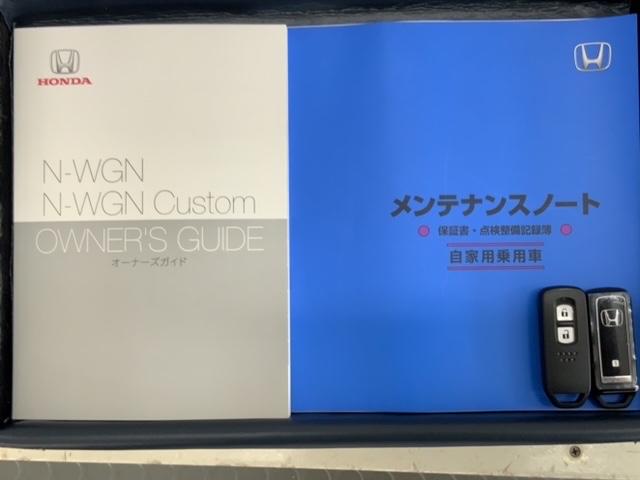 HONDA
N-WGN
N-WGN Custom
OWNER'S GUIDE
オーナーズガイド
メンテナンスノート
保証書・点検整備記録簿
自家用乗用車